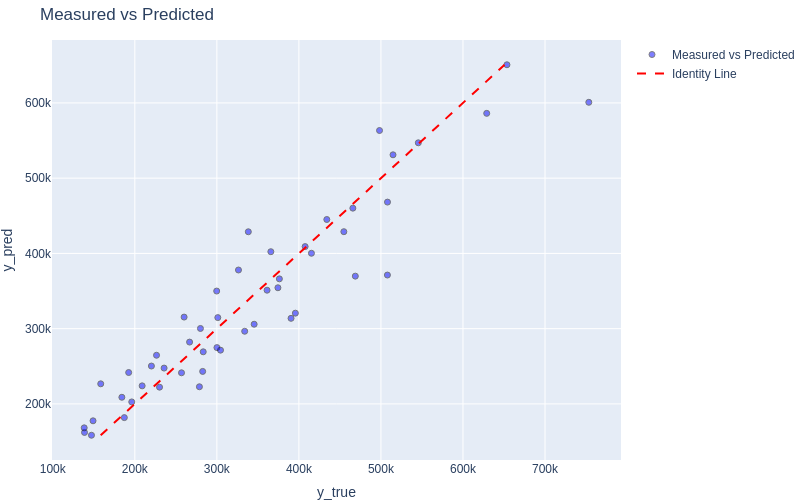 Measured vs Predicted
Measured vs Predicted
Identity Line
600k
500k
400k
300k
200k
y_pred
100k 200k 300k 400k 500k 600k 700k
y_true